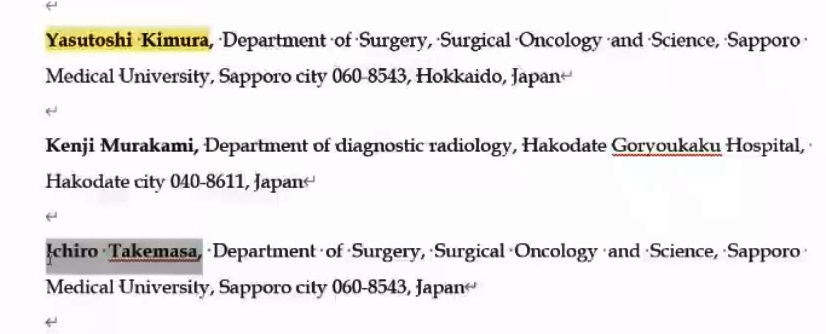 Yasutoshi Kimura, Department of Surgery, Surgical Oncology and Science, Sapporo
Medical University, Sapporo city 060-8543, Hokkaido, Japan
Kenji Murakami, Department of diagnostic radiology, Hakodate Goryoukaku Hospital,
Hakodate city 040-8611, Japan
Ichiro Takemasa, Department of Surgery, Surgical Oncology and Science, Sapporo
Medical University, Sapporo city 060-8543, Japan